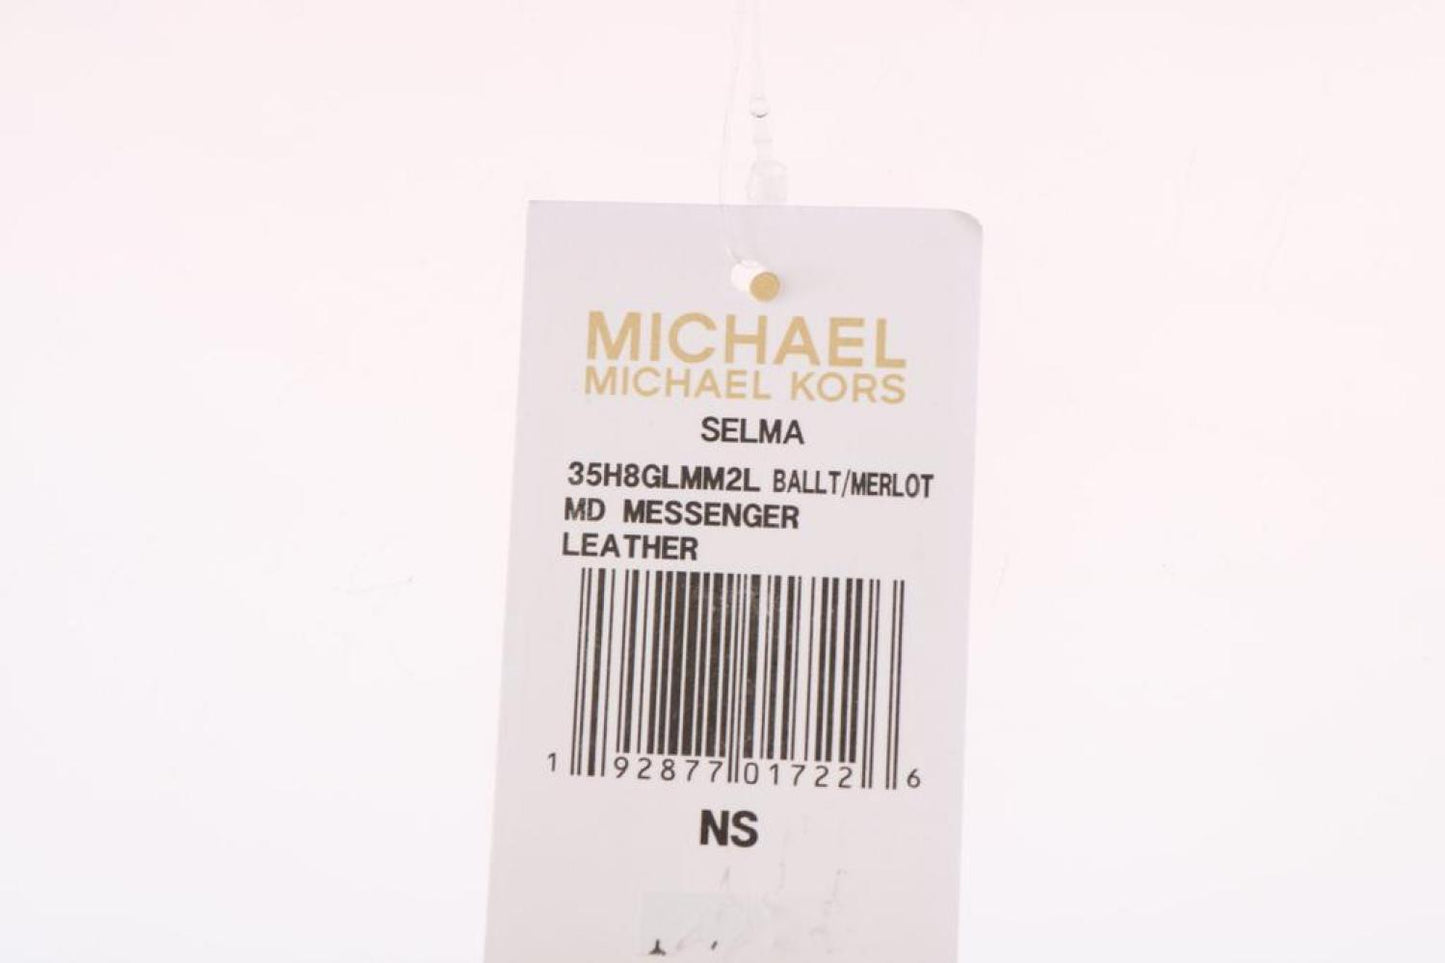 MICHAEL
MICHAEL KORS
SELMA
35H8GLMM2L BALLT/MERLOT
MD MESSENGER
LEATHER
1 92877 01722 6
NS